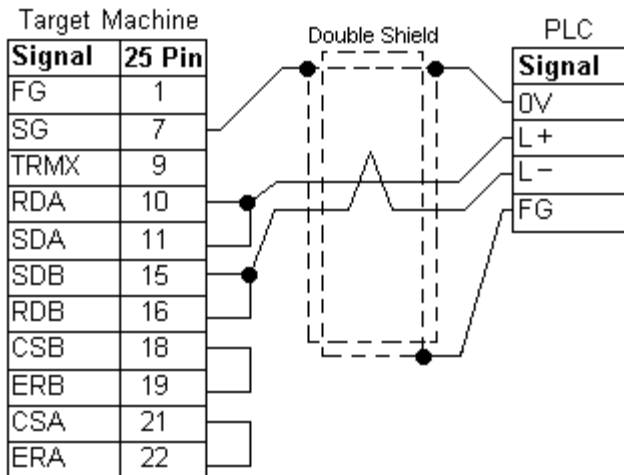 Target Machine
Signal 25 Pin
FG 1
SG 7
TRMX 9
RDA 10
SDA 11
SDB 15
RDB 16
CSB 18
ERB 19
CSA 21
ERA 22
Double Shield
PLC
Signal
0V
L+
L-
FG